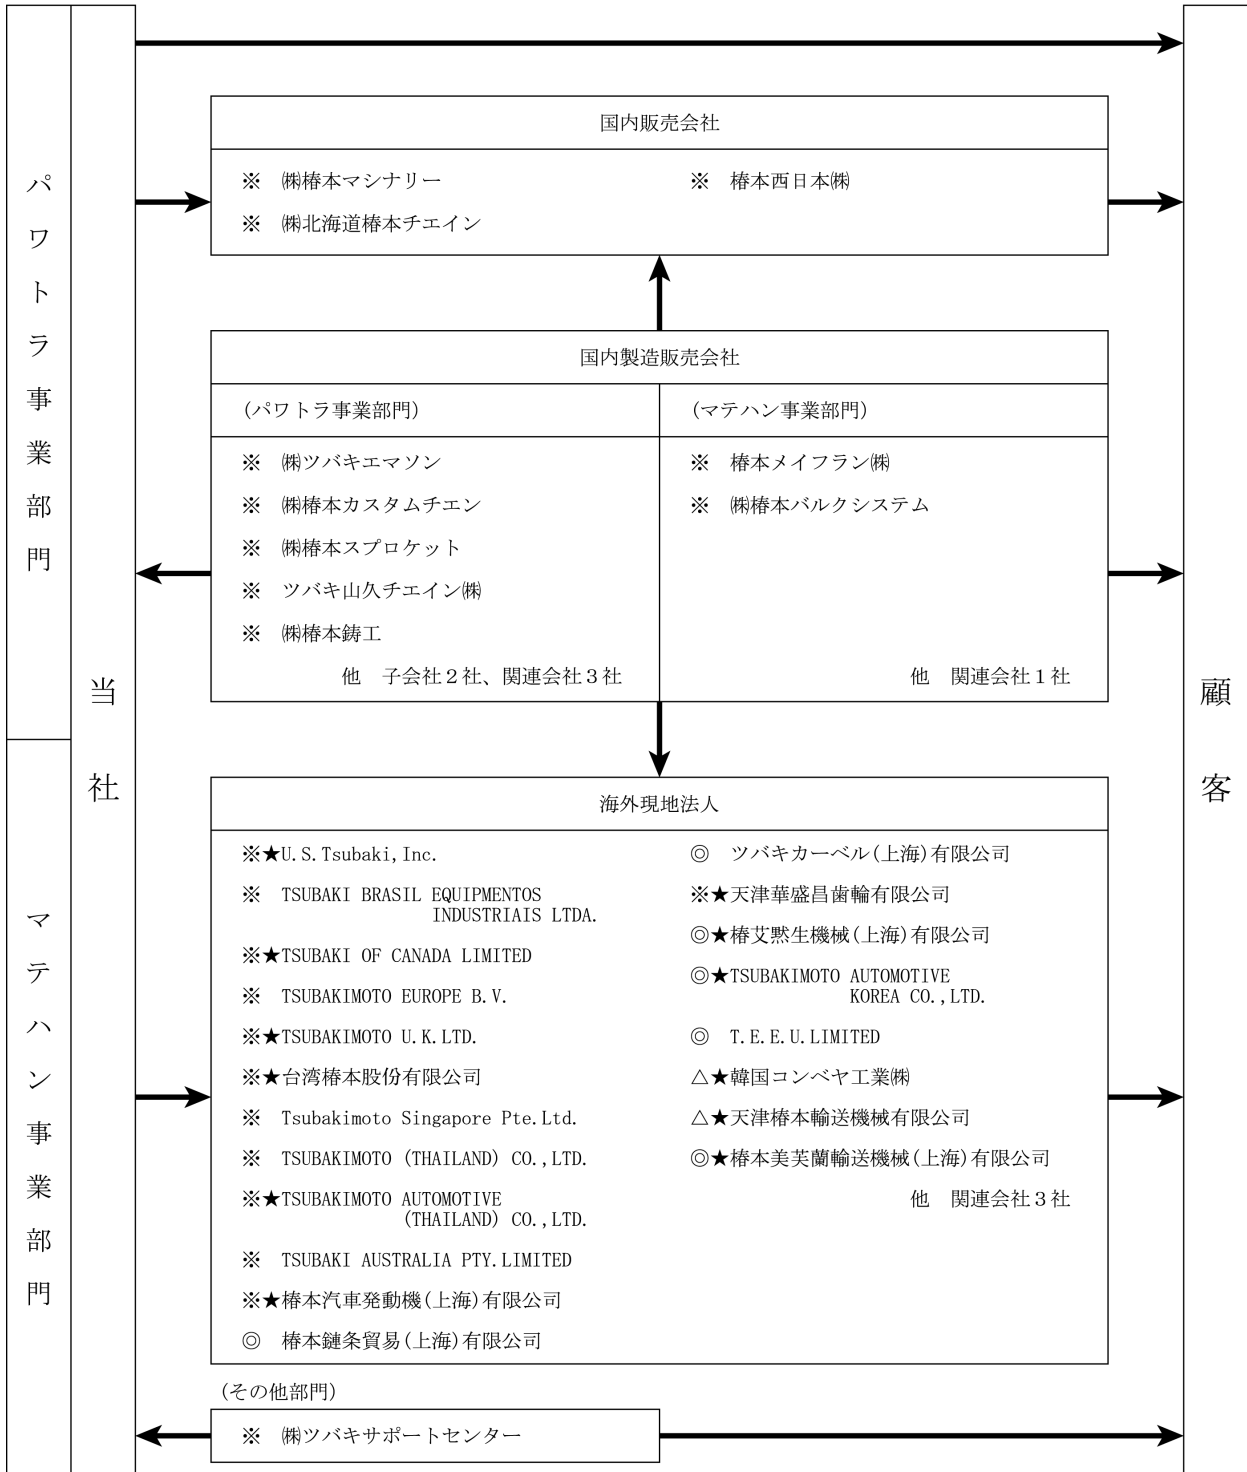 パワトラ事業部門
マテハン事業部門
当社
国内販売会社
※　㈱椿本マシナリー
※　椿本西日本㈱
※　㈱北海道椿本チエイン
国内製造販売会社
(パワトラ事業部門)
※　㈱ツバキエマソン
※　㈱椿本カスタムチエン
※　㈱椿本スプロケット
※　ツバキ山久チエイン㈱
※　㈱椿本鋳工
他　子会社２社、関連会社３社
(マテハン事業部門)
※　椿本メイフラン㈱
※　㈱椿本バルクシステム
他　関連会社１社
海外現地法人
※★U.S.Tsubaki,Inc.
※　TSUBAKI BRASIL EQUIPMENTOS
INDUSTRIAIS LTDA.
※★TSUBAKI OF CANADA LIMITED
※　TSUBAKIMOTO EUROPE B.V.
※★TSUBAKIMOTO U.K.LTD.
※★台湾椿本股份有限公司
※　Tsubakimoto Singapore Pte.Ltd.
※　TSUBAKIMOTO (THAILAND) CO.,LTD.
※★TSUBAKIMOTO AUTOMOTIVE
(THAILAND) CO.,LTD.
※　TSUBAKI AUSTRALIA PTY.LIMITED
※★椿本汽車発動機(上海)有限公司
◎　椿本鏈条貿易(上海)有限公司
◎　ツバキカーベル(上海)有限公司
※★天津華盛昌歯輪有限公司
◎★椿艾黙生機械(上海)有限公司
◎★TSUBAKIMOTO AUTOMOTIVE
KOREA CO.,LTD.
◎　T.E.E.U.LIMITED
△★韓国コンベヤ工業㈱
△★天津椿本輸送機械有限公司
◎★椿本美芙蘭輸送機械(上海)有限公司
他　関連会社３社
(その他部門)
※　㈱ツバキサポートセンター
顧客